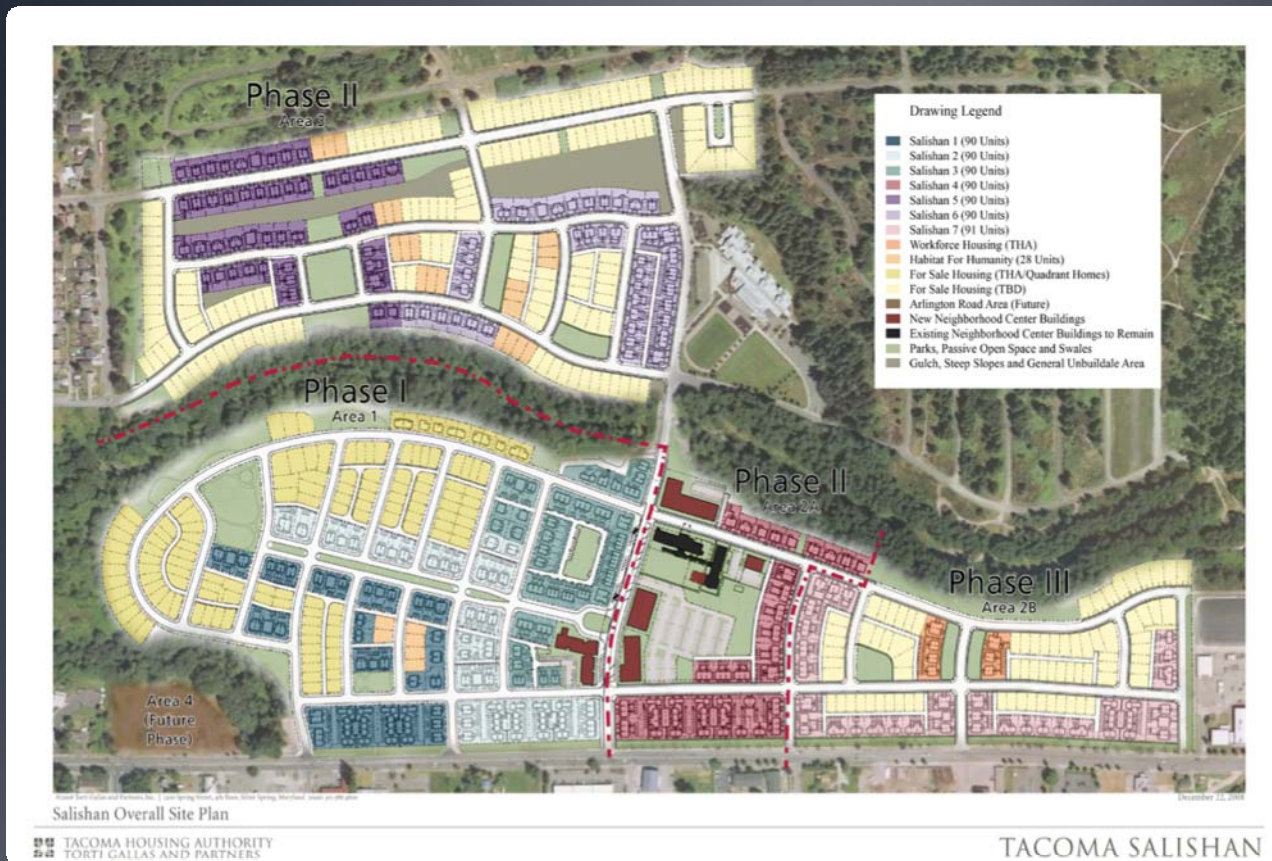 Phase II
Area 3
Drawing Legend
Salishan 1 (90 Units)
Salishan 2 (90 Units)
Salishan 3 (90 Units)
Salishan 4 (90 Units)
Salishan 5 (90 Units)
Salishan 6 (90 Units)
Salishan 7 (91 Units)
Workforce Housing (THA)
Habitat For Humanity (28 Units)
For Sale Housing (THA/Quadrant Homes)
For Sale Housing (TBD)
Arlington Road Area (Future)
New Neighborhood Center Buildings
Existing Neighborhood Center Buildings to Remain
Parks, Passive Open Space and Swales
Gulch, Steep Slopes and General Unbuildale Area
Phase I
Area 1
Phase II
Area 2A
Phase III
Area 2B
Area 4
(Future
Phase)
December 22, 2008
Salishan Overall Site Plan
TACOMA HOUSING AUTHORITY
TORTI GALLAS AND PARTNERS
TACOMA SALISHAN